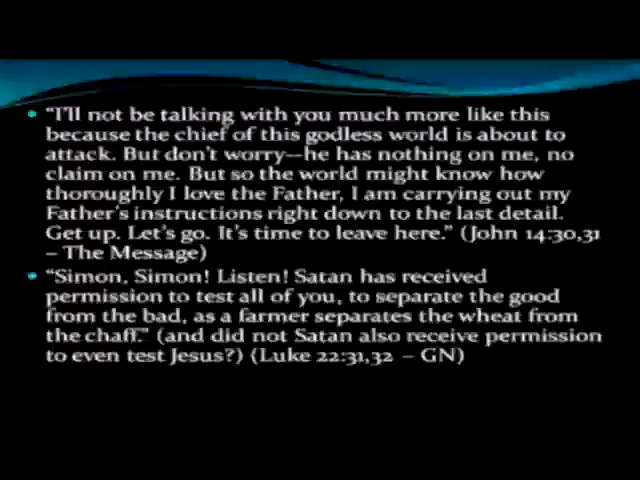 • “I’ll not be talking with you much more like this
because the chief of this godless world is about to
attack. But don’t worry—he has nothing on me, no
claim on me. But so the world might know how
thoroughly I love the Father, I am carrying out my
Father’s instructions right down to the last detail.
Get up. Let’s go. It’s time to leave here.” (John 14:30,31
– The Message)
• “Simon, Simon! Listen! Satan has received
permission to test all of you, to separate the good
from the bad, as a farmer separates the wheat from
the chaff.” (and did not Satan also receive permission
to even test Jesus?) (Luke 22:31,32 – GN)